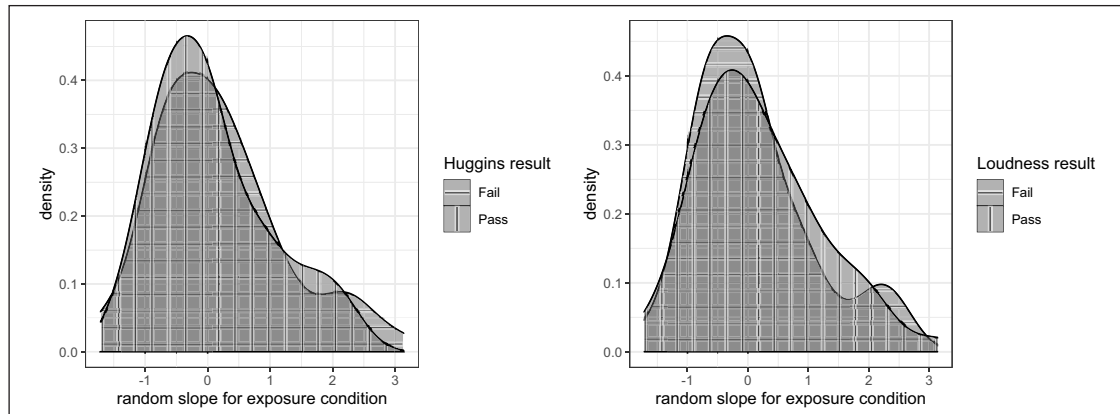 0.4
0.3
0.2
0.1
0.0
density
-1 0 1 2 3
random slope for exposure condition
Huggins result
Fail
Pass
0.4
0.3
0.2
0.1
0.0
density
-1 0 1 2 3
random slope for exposure condition
Loudness result
Fail
Pass